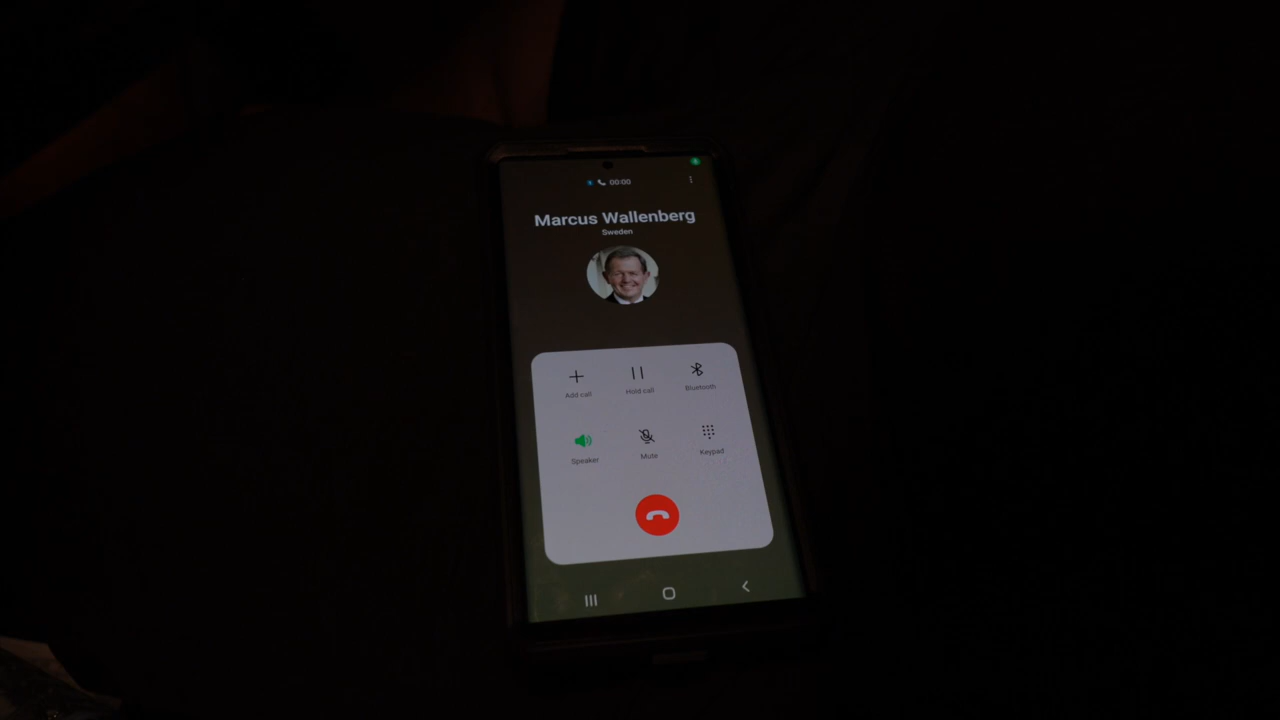 00:00
Marcus Wallenberg
Sweden
Add call
Hold call
Bluetooth
Speaker
Mute
Keypad